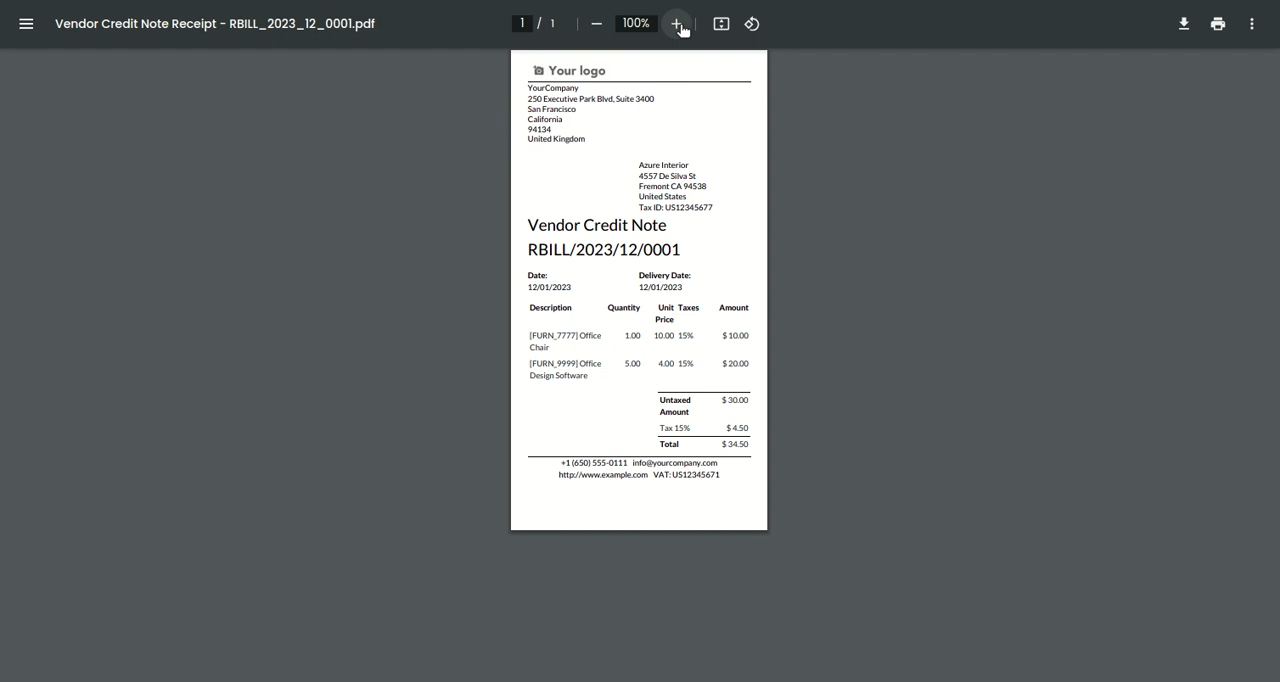 Vendor Credit Note Receipt - RBILL_2023_12_0001.pdf
1 / 1
100%
Your logo
YourCompany
250 Executive Park Blvd, Suite 3400
San Francisco
California
94134
United Kingdom
Azure Interior
4557 De Silva St
Fremont CA 94538
United States
Tax ID: US12345677
Vendor Credit Note
RBILL/2023/12/0001
Date: Delivery Date:
12/01/2023 12/01/2023
Description Quantity Unit Taxes Amount
Price
[FURN_7777] Office 1.00 10.00 15% $ 10.00
Chair
[FURN_9999] Office 5.00 4.00 15% $ 20.00
Design Software
Untaxed $ 30.00
Amount
Tax 15% $ 4.50
Total $ 34.50
+1 (650) 555-0111 info@yourcompany.com
http://www.example.com VAT: US12345671